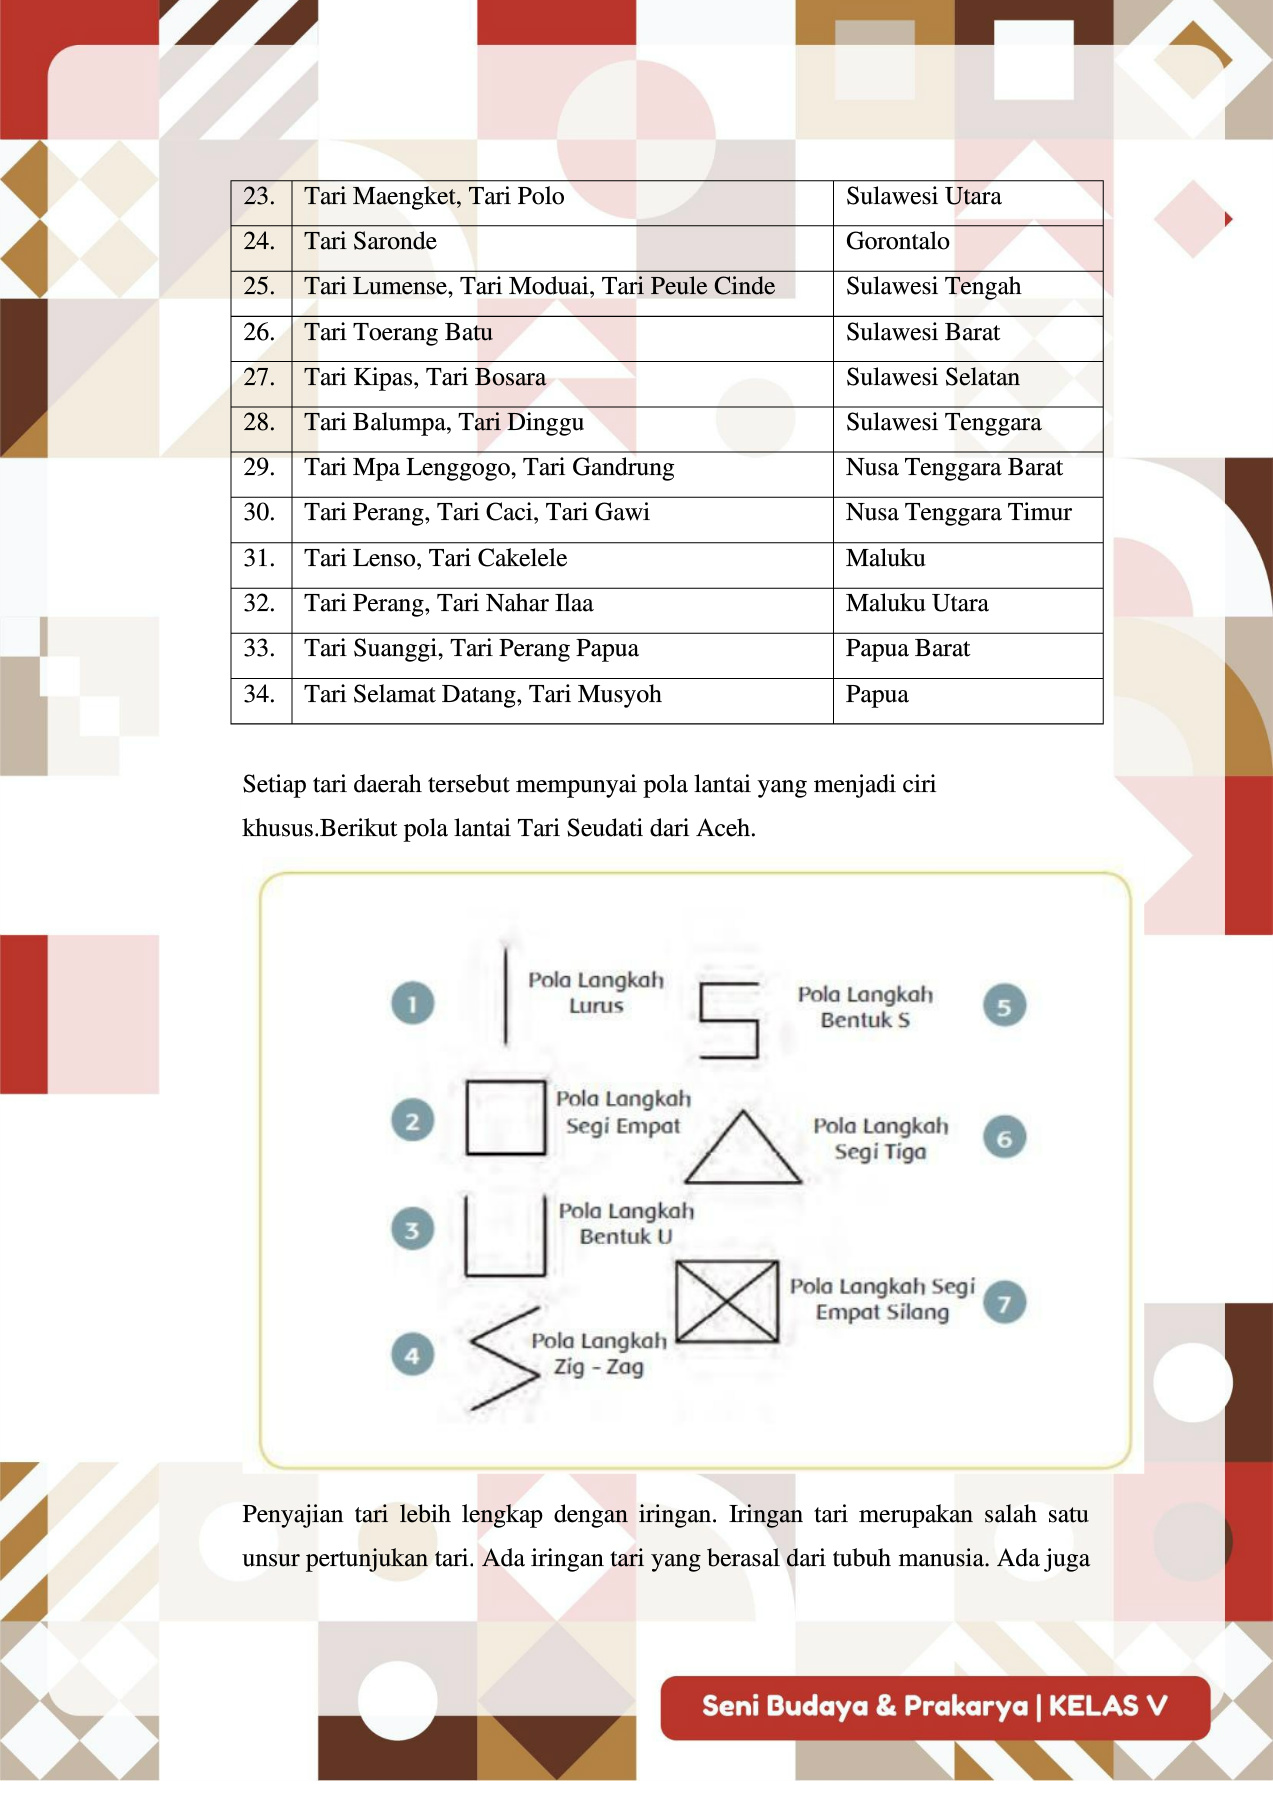 23. Tari Maengket, Tari Polo Sulawesi Utara
24. Tari Saronde Gorontalo
25. Tari Lumense, Tari Moduai, Tari Peule Cinde Sulawesi Tengah
26. Tari Toerang Batu Sulawesi Barat
27. Tari Kipas, Tari Bosara Sulawesi Selatan
28. Tari Balumpa, Tari Dinggu Sulawesi Tenggara
29. Tari Mpa Lenggogo, Tari Gandrung Nusa Tenggara Barat
30. Tari Perang, Tari Caci, Tari Gawi Nusa Tenggara Timur
31. Tari Lenso, Tari Cakelele Maluku
32. Tari Perang, Tari Nahar Ilaa Maluku Utara
33. Tari Suanggi, Tari Perang Papua Papua Barat
34. Tari Selamat Datang, Tari Musyoh Papua
Setiap tari daerah tersebut mempunyai pola lantai yang menjadi ciri
khusus.Berikut pola lantai Tari Seudati dari Aceh.
1 Pola Langkah
Lurus
2 Pola Langkah
Segi Empat
3 Pola Langkah
Bentuk U
4 Pola Langkah
Zig - Zag
Pola Langkah
Bentuk S 5
Pola Langkah
Segi Tiga 6
Pola Langkah Segi
Empat Silang 7
Penyajian tari lebih lengkap dengan iringan. Iringan tari merupakan salah satu
unsur pertunjukan tari. Ada iringan tari yang berasal dari tubuh manusia. Ada juga
Seni Budaya & Prakarya | KELAS V